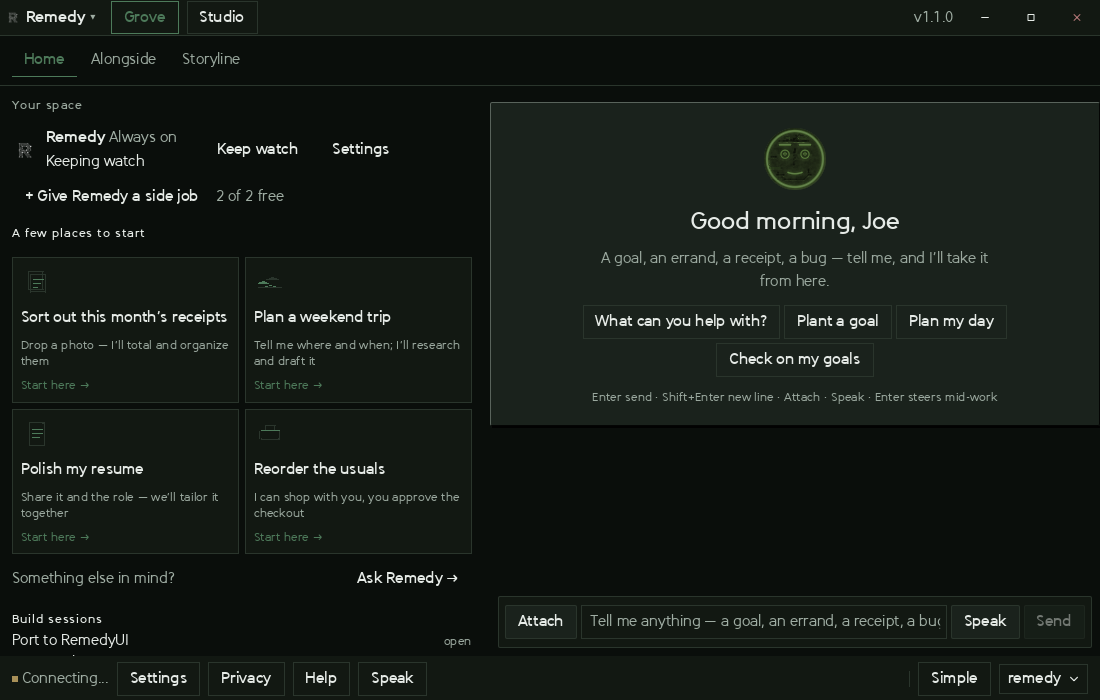 Remedy ▾ Grove Studio v1.1.0
Home Alongside Storyline
Your space
Remedy Always on
Keeping watch
Keep watch Settings
+ Give Remedy a side job 2 of 2 free
A few places to start
Sort out this month's receipts
Drop a photo — I'll total and organize
them
Start here →
Plan a weekend trip
Tell me where and when; I'll research
and draft it
Start here →
Polish my resume
Share it and the role — we'll tailor it
together
Start here →
Reorder the usuals
I can shop with you, you approve the
checkout
Start here →
Something else in mind? Ask Remedy →
Build sessions
Port to RemedyUI open
Good morning, Joe
A goal, an errand, a receipt, a bug — tell me, and I'll take it
from here.
What can you help with? Plant a goal Plan my day
Check on my goals
Enter send · Shift+Enter new line · Attach · Speak · Enter steers mid-work
Attach Tell me anything — a goal, an errand, a receipt, a bug Speak Send
Connecting... Settings Privacy Help Speak Simple remedy